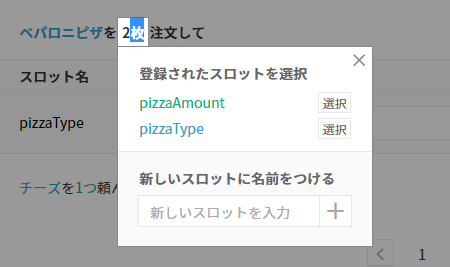 ペパロニピザを 2枚 注文して
スロット名
登録されたスロットを選択
pizzaAmount 選択
pizzaType
pizzaType 選択
チーズを1つ頼ん
新しいスロットに名前をつける
新しいスロットを入力
1